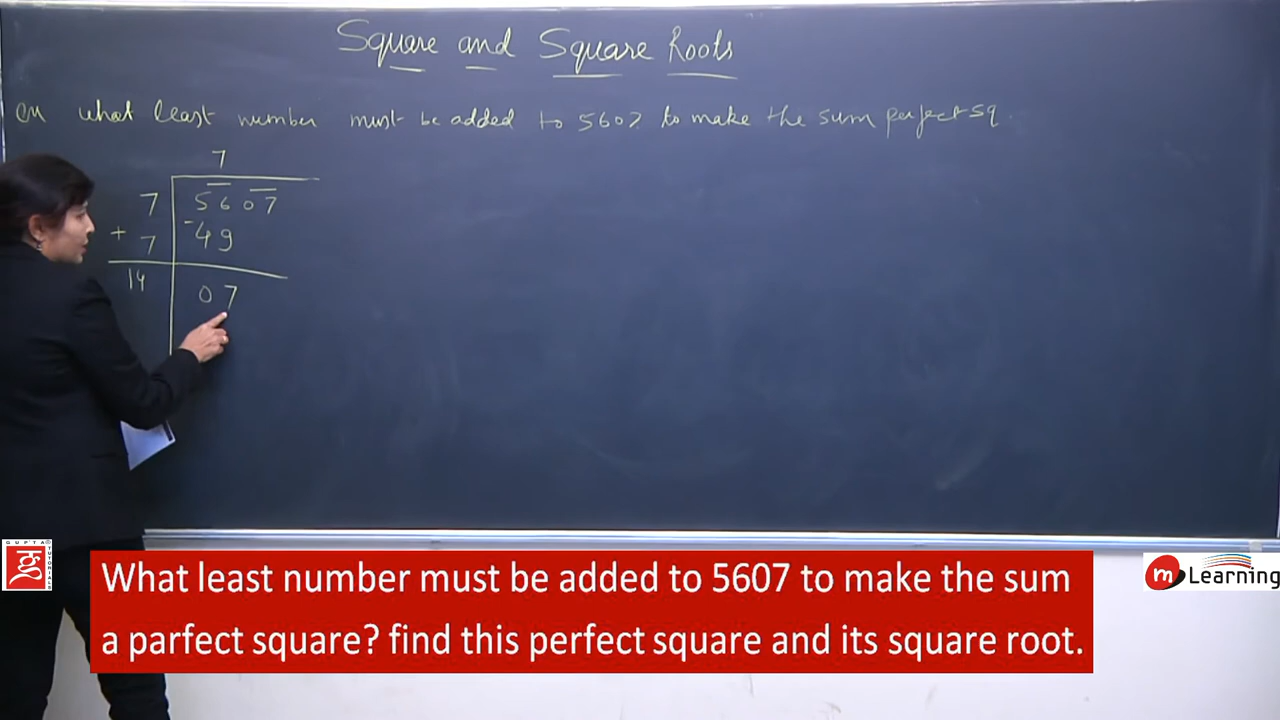 Square and Square Roots
what least number must be added to 5607 to make the sum perfect sq.
7
7 5607
+ 7 -49
14 07
GUPTA TUTORIALS
m Learning
What least number must be added to 5607 to make the sum
a parfect square? find this perfect square and its square root.